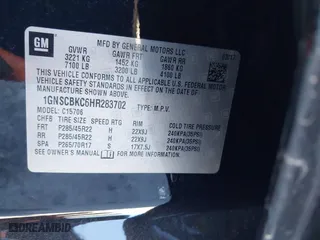 GM
MFD BY GENERAL MOTORS LLC
GVWR GAWR FRT GAWR RR
3221 KG 1452 KG 1860 KG
7100 LB 3200 LB 4100 LB
THIS VEHICLE CONFORMS TO ALL APPLICABLE U.S.
FEDERAL MOTOR VEHICLE SAFETY AND THEFT PREVENTION
STANDARDS IN EFFECT ON THE DATE OF MANUFACTURE
SHOWN ABOVE.
1GNSCBKC5HR283702 TYPE: M.P.V.
C15706
CHS TIRE SIZE SPEED RTG RIM COLD TIRE PRESSURE
FRT P285/45R22 H 22X9J 240KPA(35PSI)
RR P285/45R22 H 22X9J 240KPA(35PSI)
SPA P265/70R17 S 17X7.5J 240KPA(35PSI)
SEE OWNER'S MANUAL FOR
DREAMBID